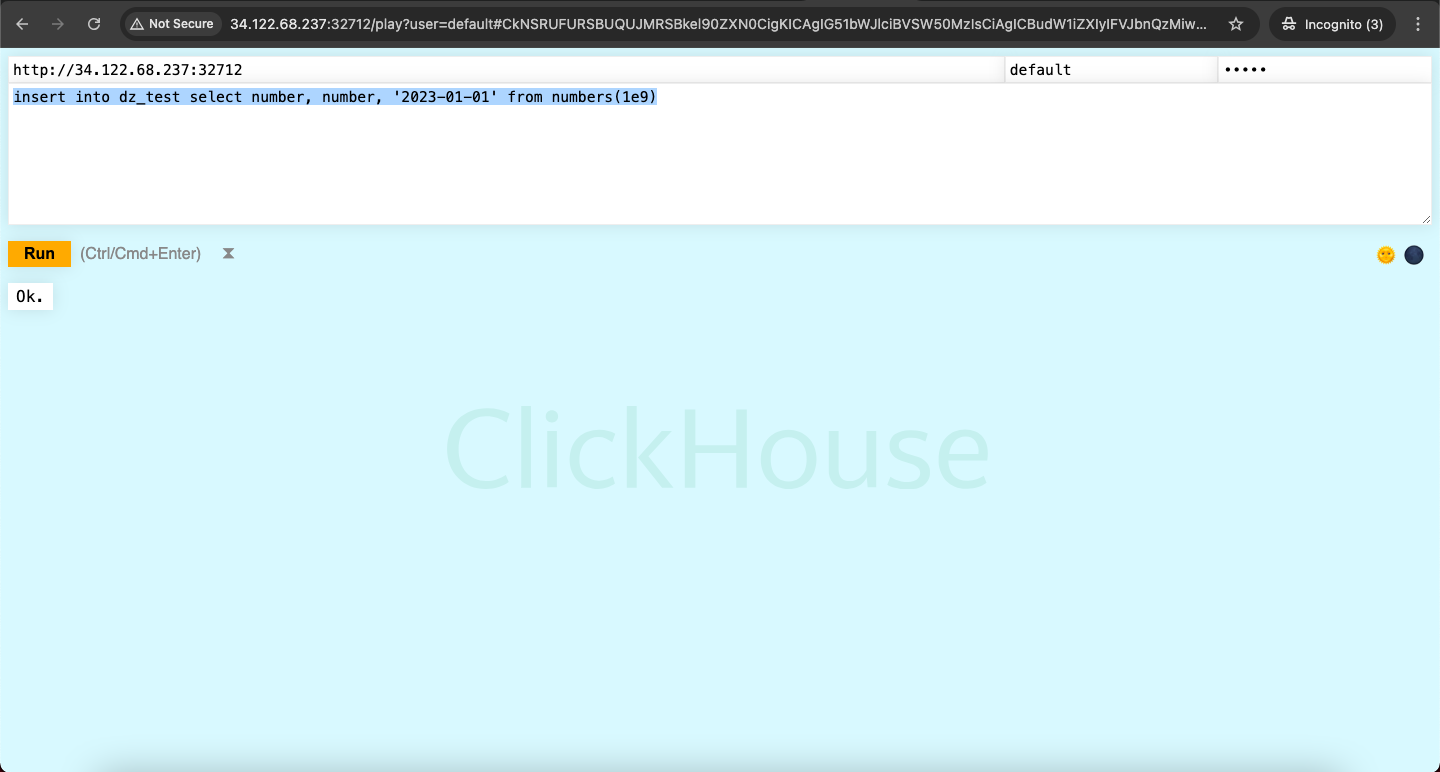 Not Secure 34.122.68.237:32712/play?user=default#CkNSRUFURSBUQUJMRSBkel90ZXN0CigKICAgIG51bWJlciBVSW50MzIsCiAgICBudW1iZXIyIFVJbnQzMiw... Incognito (3)
http://34.122.68.237:32712 default •••••
insert into dz_test select number, number, '2023-01-01' from numbers(1e9)
Run (Ctrl/Cmd+Enter)
Ok.
ClickHouse